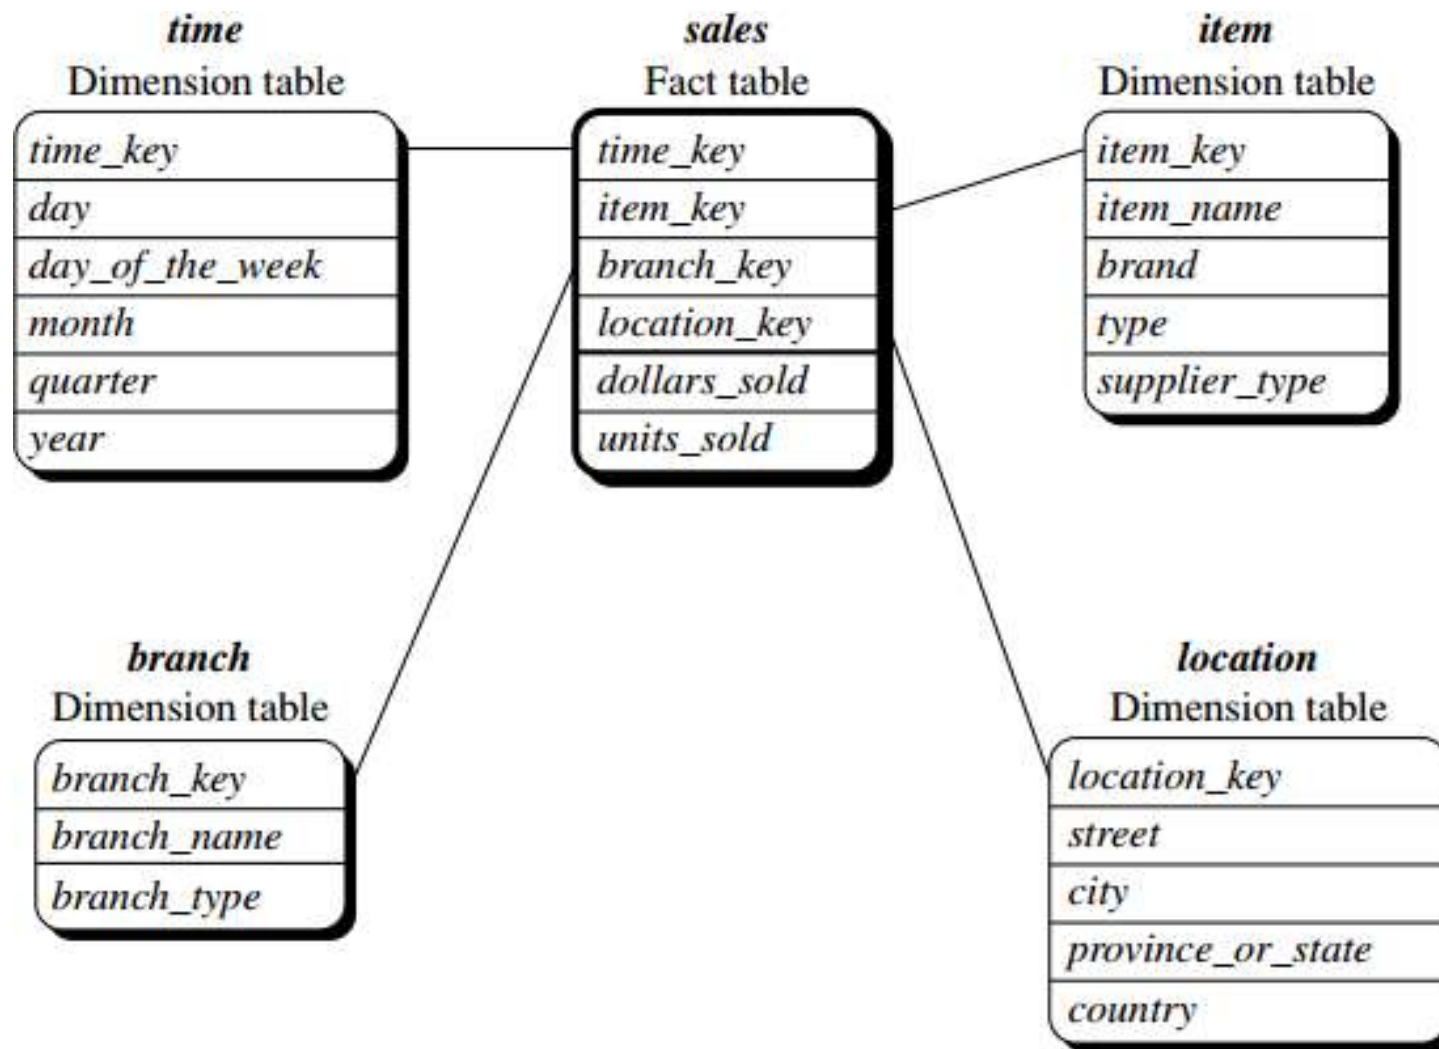 time
Dimension table
time_key
day
day_of_the_week
month
quarter
year
sales
Fact table
time_key
item_key
branch_key
location_key
dollars_sold
units_sold
item
Dimension table
item_key
item_name
brand
type
supplier_type
branch
Dimension table
branch_key
branch_name
branch_type
location
Dimension table
location_key
street
city
province_or_state
country